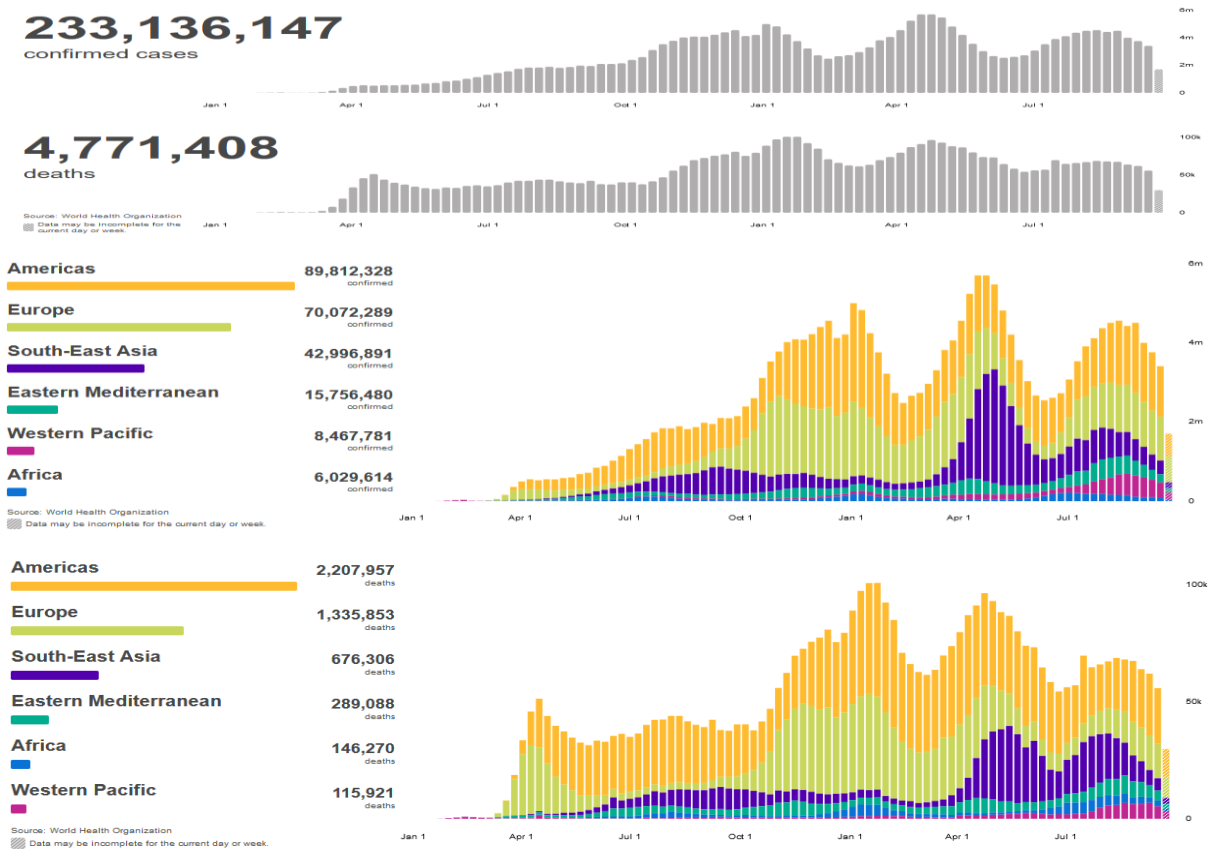 233,136,147
confirmed cases
6m
4m
2m
0
Jan 1 Apr 1 Jul 1 Oct 1 Jan 1 Apr 1 Jul 1
4,771,408
deaths
100k
50k
0
Source: World Health Organization
Data may be incomplete for the
current day or week.
Jan 1 Apr 1 Jul 1 Oct 1 Jan 1 Apr 1 Jul 1
Americas 89,812,328
confirmed
Europe 70,072,289
confirmed
South-East Asia 42,996,891
confirmed
Eastern Mediterranean 15,756,480
confirmed
Western Pacific 8,467,781
confirmed
Africa 6,029,614
confirmed
Source: World Health Organization
Data may be incomplete for the current day or week.
6m
4m
2m
0
Jan 1 Apr 1 Jul 1 Oct 1 Jan 1 Apr 1 Jul 1
Americas 2,207,957
deaths
Europe 1,335,853
deaths
South-East Asia 676,306
deaths
Eastern Mediterranean 289,088
deaths
Africa 146,270
deaths
Western Pacific 115,921
deaths
Source: World Health Organization
Data may be incomplete for the current day or week.
100k
50k
0
Jan 1 Apr 1 Jul 1 Oct 1 Jan 1 Apr 1 Jul 1